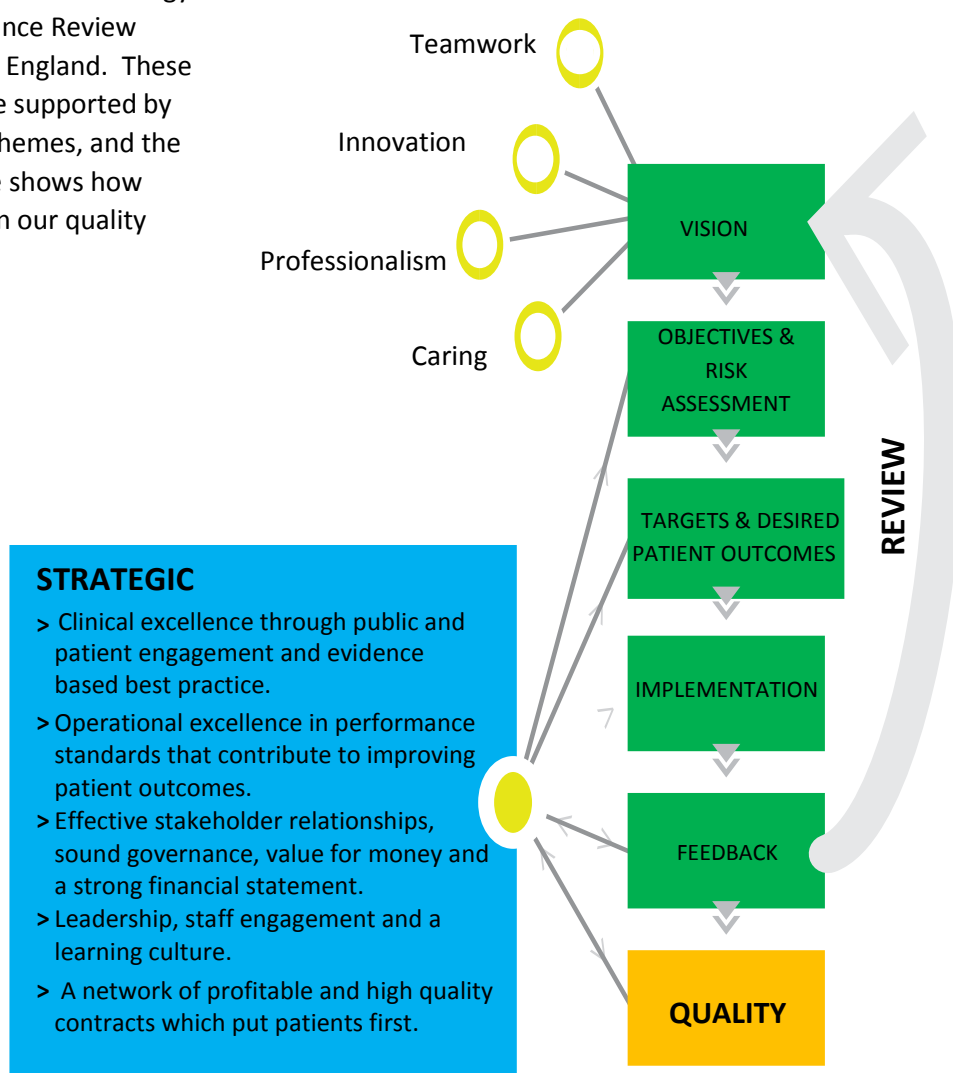 nce Review
England. These
e supported by
hemes, and the
e shows how
n our quality
Teamwork
Innovation
Professionalism
Caring
VISION
OBJECTIVES &
RISK
ASSESSMENT
TARGETS & DESIRED
PATIENT OUTCOMES
IMPLEMENTATION
FEEDBACK
QUALITY
REVIEW
STRATEGIC
> Clinical excellence through public and
patient engagement and evidence
based best practice.
> Operational excellence in performance
standards that contribute to improving
patient outcomes.
> Effective stakeholder relationships,
sound governance, value for money and
a strong financial statement.
> Leadership, staff engagement and a
learning culture.
> A network of profitable and high quality
contracts which put patients first.